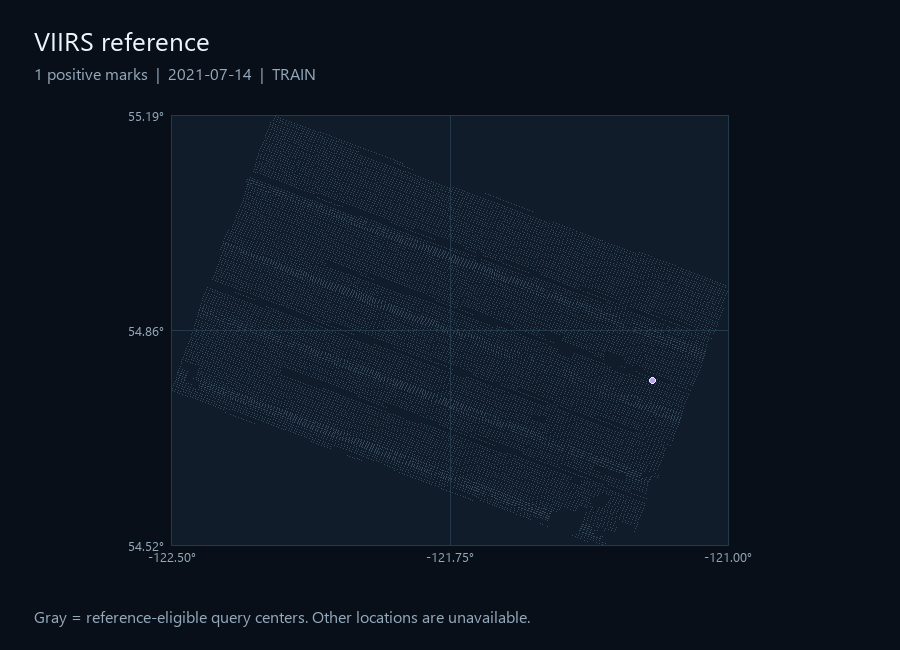 VIIRS reference
1 positive marks | 2021-07-14 | TRAIN
55.19°
54.86°
54.52°
-122.50°
-121.75°
-121.00°
Gray = reference-eligible query centers. Other locations are unavailable.